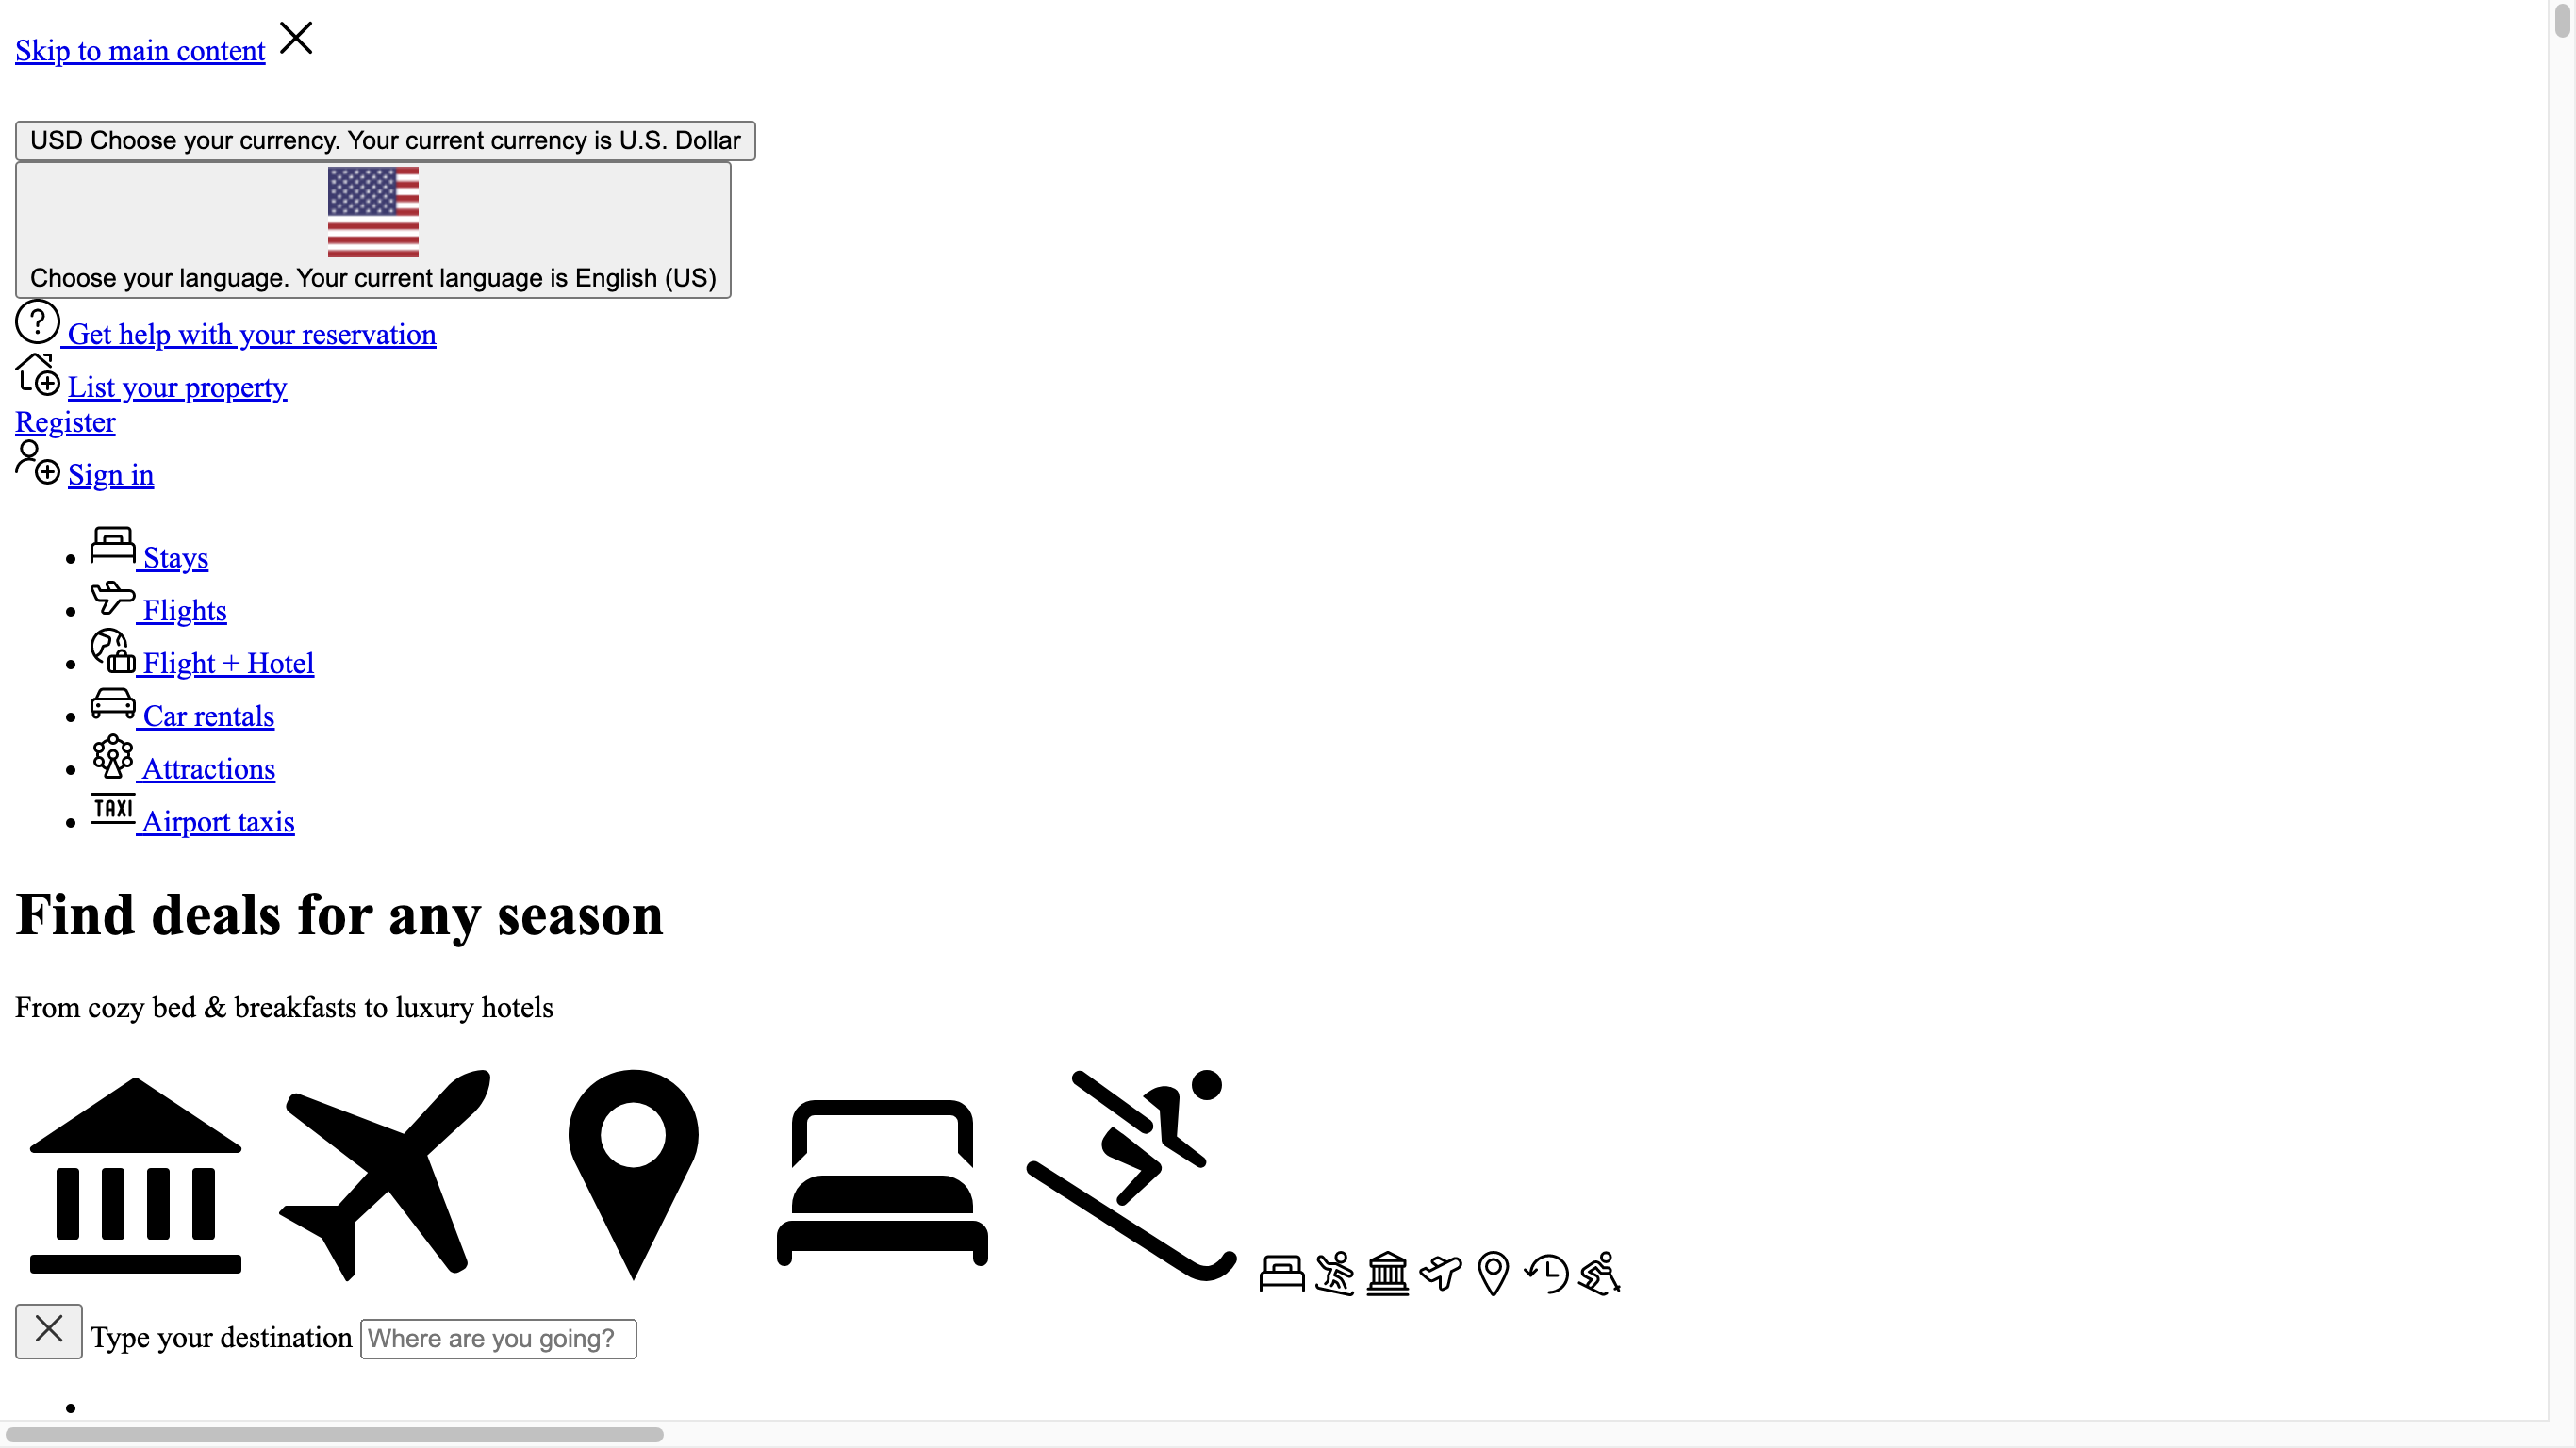 Skip to main content
USD Choose your currency. Your current currency is U.S. Dollar
Choose your language. Your current language is English (US)
Get help with your reservation
List your property
Register
Sign in
Stays
Flights
Flight + Hotel
Car rentals
Attractions
TAXI Airport taxis
Find deals for any season
From cozy bed & breakfasts to luxury hotels
Type your destination Where are you going?